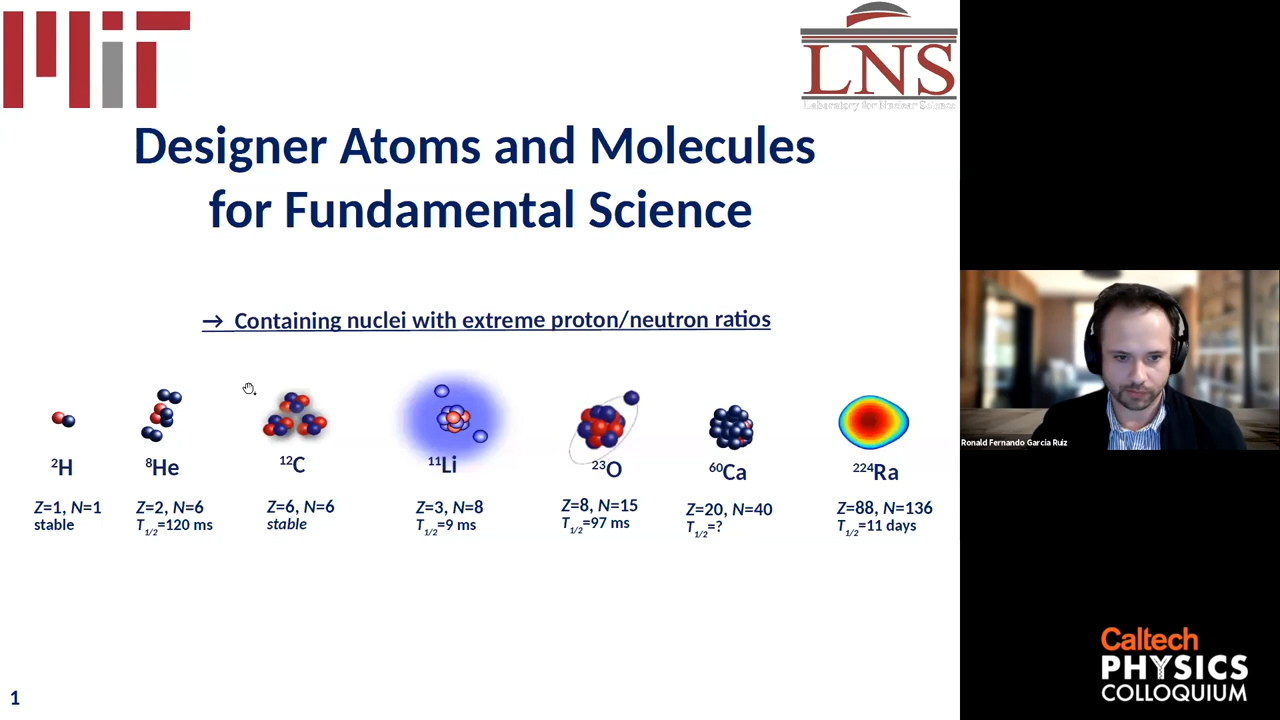 MIT
LNS
Laboratory for Nuclear Science
Designer Atoms and Molecules
for Fundamental Science
→ Containing nuclei with extreme proton/neutron ratios
²H
Z=1, N=1
stable
⁸He
Z=2, N=6
T1/2=120 ms
¹²C
Z=6, N=6
stable
¹¹Li
Z=3, N=8
T1/2=9 ms
²³O
Z=8, N=15
T1/2=97 ms
⁶⁰Ca
Z=20, N=40
T1/2=?
²²⁴Ra
Z=88, N=136
T1/2=11 days
1
Ronald Fernando Garcia Ruiz
Caltech
PHYSICS
COLLOQUIUM